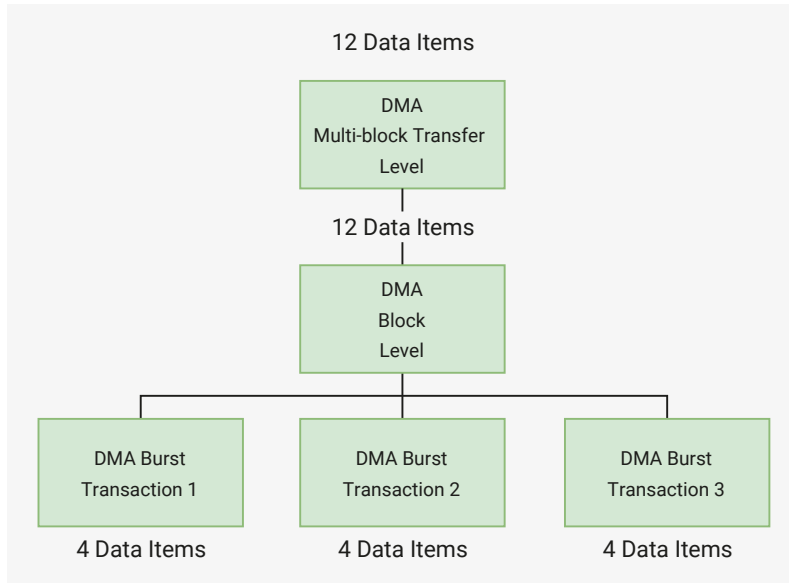 12 Data Items
DMA
Multi-block Transfer
Level
12 Data Items
DMA
Block
Level
DMA Burst
Transaction 1
DMA Burst
Transaction 2
DMA Burst
Transaction 3
4 Data Items
4 Data Items
4 Data Items